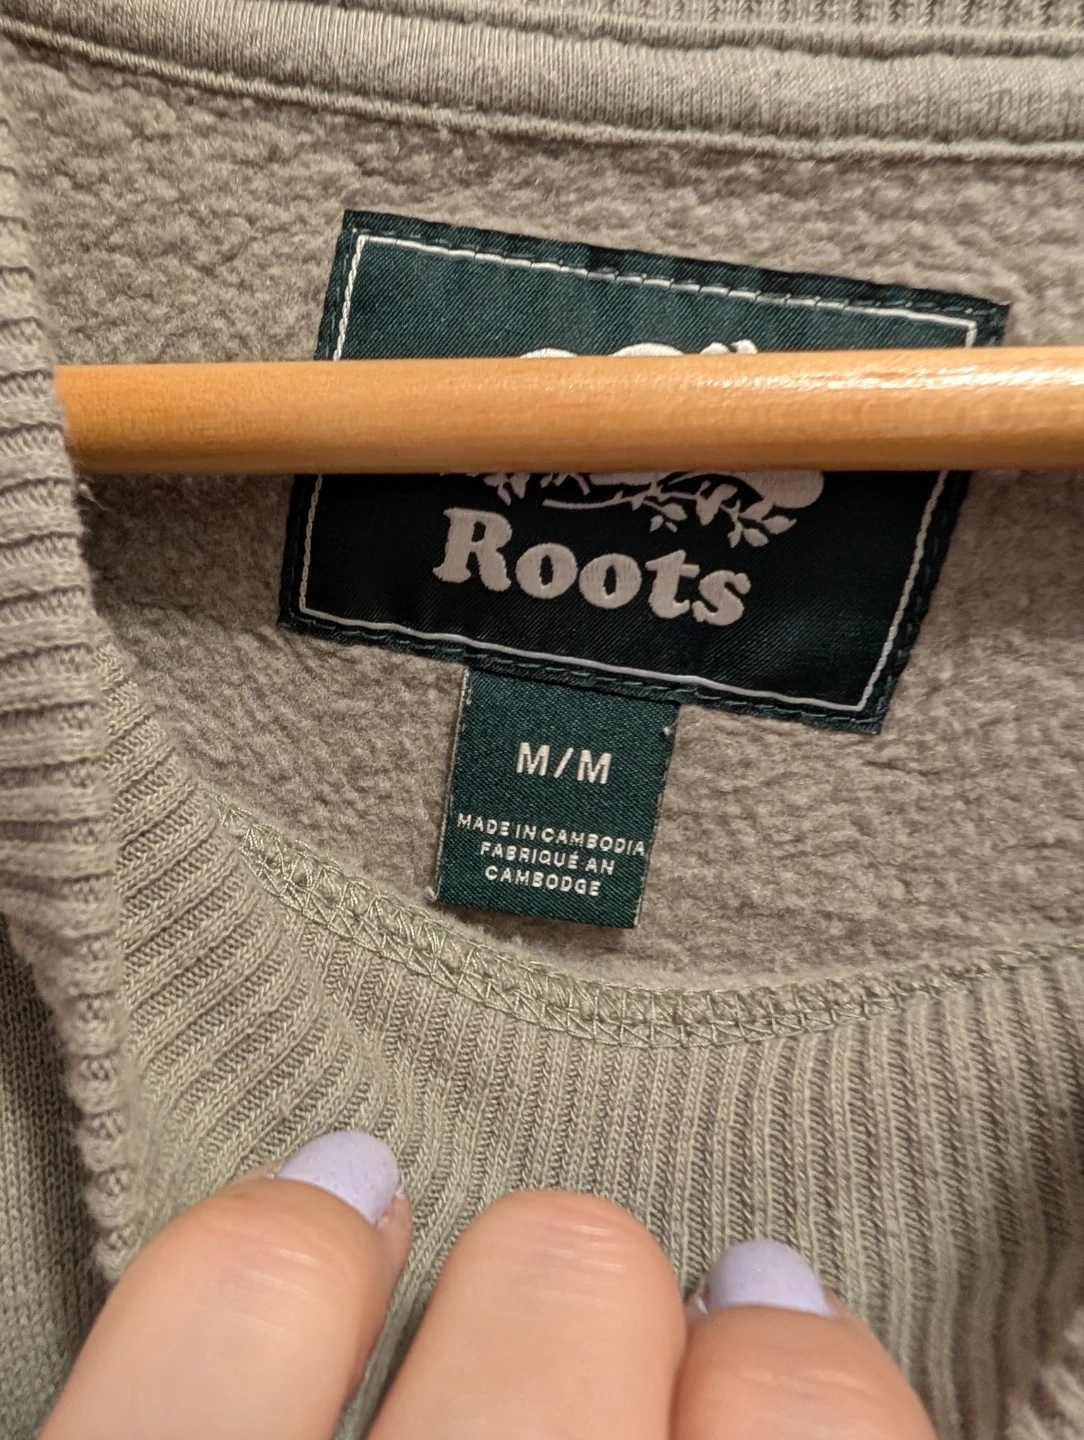 Roots
M/M
MADE IN CAMBODIA
FABRIQUÉ AN
CAMBODGE